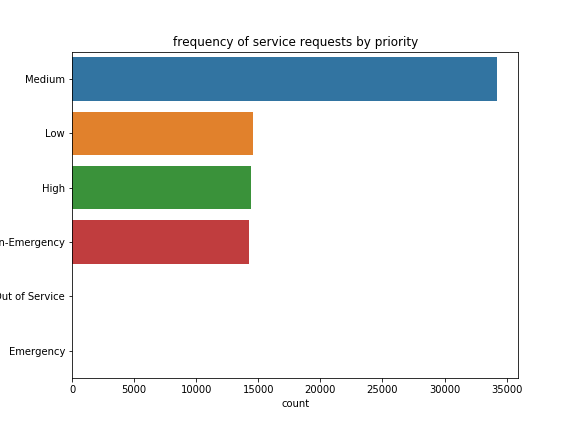 frequency of service requests by priority
Medium
Low
High
n-Emergency
Out of Service
Emergency
0 5000 10000 15000 20000 25000 30000 35000
count